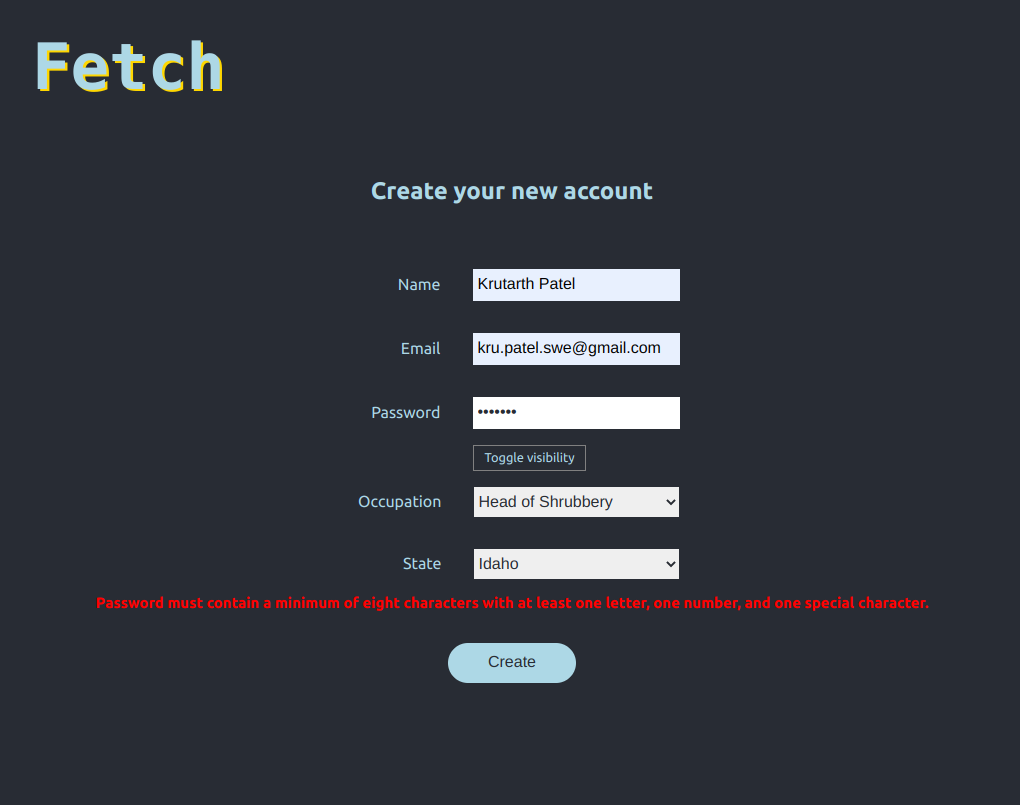 Fetch
Create your new account
Name Krutarth Patel
Email kru.patel.swe@gmail.com
Password •••••••
Toggle visibility
Occupation Head of Shrubbery
State Idaho
Password must contain a minimum of eight characters with at least one letter, one number, and one special character.
Create